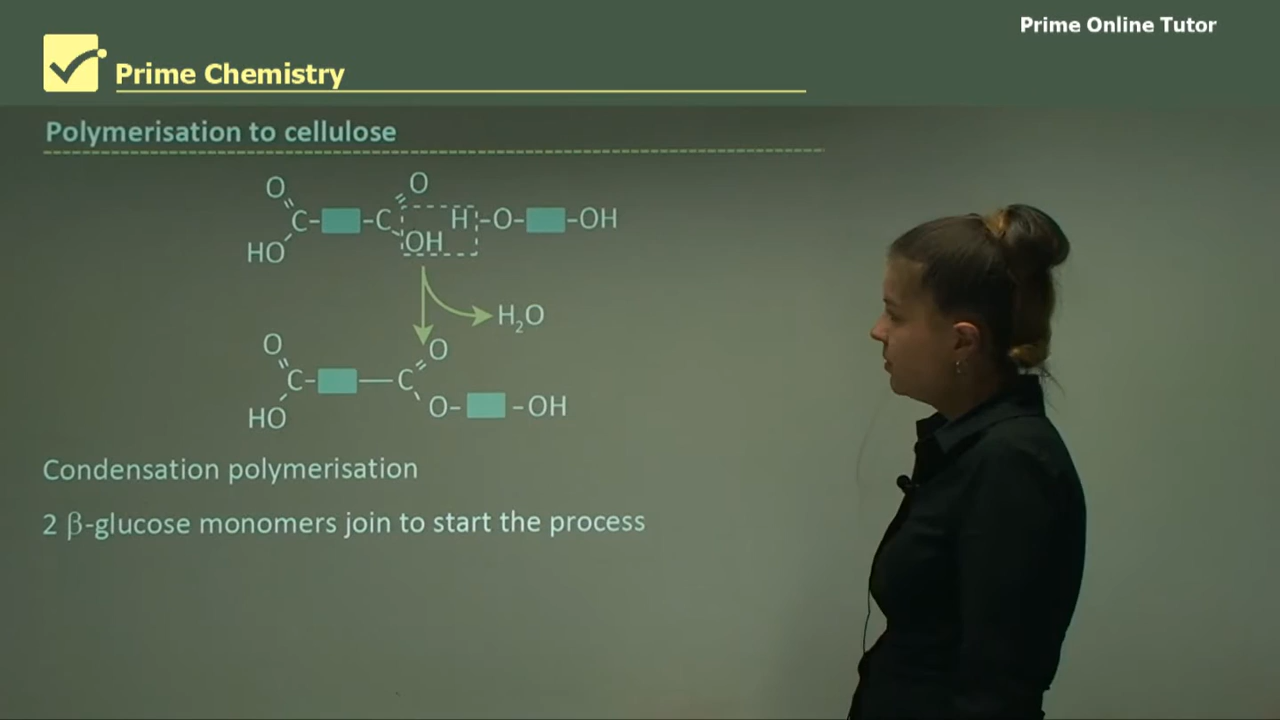 Prime Online Tutor
Prime Chemistry
Polymerisation to cellulose
O O
C– –C H –O– –OH
HO OH
H₂O
O O
C– — C
HO O– –OH
Condensation polymerisation
2 β-glucose monomers join to start the process